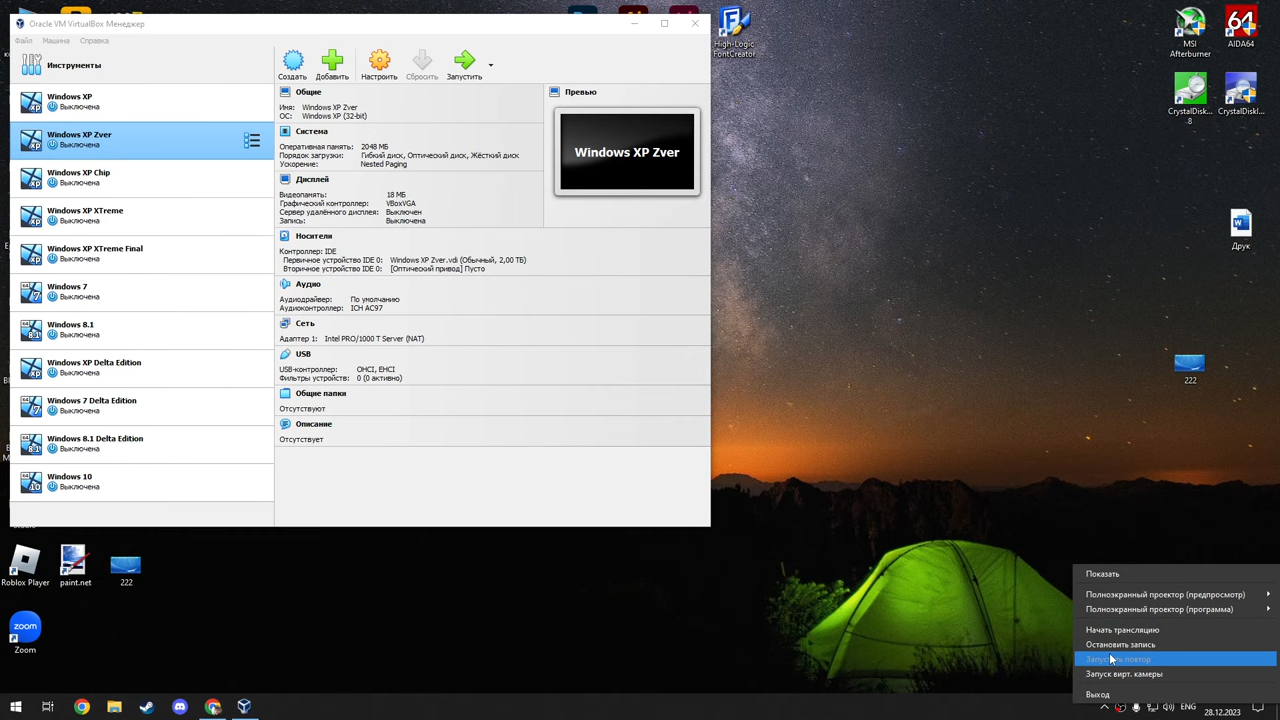 Oracle VM VirtualBox Менеджер
Файл Машина Справка
Инструменты
Создать Добавить Настроить Сбросить Запустить
Windows XP
Выключена
Windows XP Zver
Выключена
Windows XP Chip
Выключена
Windows XP XTreme
Выключена
Windows XP XTreme Final
Выключена
Windows 7
Выключена
Windows 8.1
Выключена
Windows XP Delta Edition
Выключена
Windows 7 Delta Edition
Выключена
Windows 8.1 Delta Edition
Выключена
Windows 10
Выключена
Общие
Имя: Windows XP Zver
ОС: Windows XP (32-bit)
Система
Оперативная память: 2048 МБ
Порядок загрузки: Гибкий диск, Оптический диск, Жёсткий диск
Ускорение: Nested Paging
Дисплей
Видеопамять: 18 МБ
Графический контроллер: VBoxVGA
Сервер удалённого дисплея: Выключен
Запись: Выключена
Носители
Контроллер: IDE
Первичное устройство IDE 0: Windows XP Zver.vdi (Обычный, 2,00 ТБ)
Вторичное устройство IDE 0: [Оптический привод] Пусто
Аудио
Аудиодрайвер: По умолчанию
Аудиоконтроллер: ICH AC97
Сеть
Адаптер 1: Intel PRO/1000 T Server (NAT)
USB
USB-контроллер: OHCI, EHCI
Фильтры устройств: 0 (0 активно)
Общие папки
Отсутствуют
Описание
Отсутствует
Превью
Windows XP Zver
High-Logic
FontCreator
MSI
Afterburner
AIDA64
64
CrystalDisk...
8
CrystalDiskI...
Друк
222
Roblox Player
paint.net
222
zoom
Zoom
Показать
Полноэкранный проектор (предпросмотр)
Полноэкранный проектор (программа)
Начать трансляцию
Остановить запись
Запустить повтор
Запуск вирт. камеры
Выход
ENG
28.12.2023